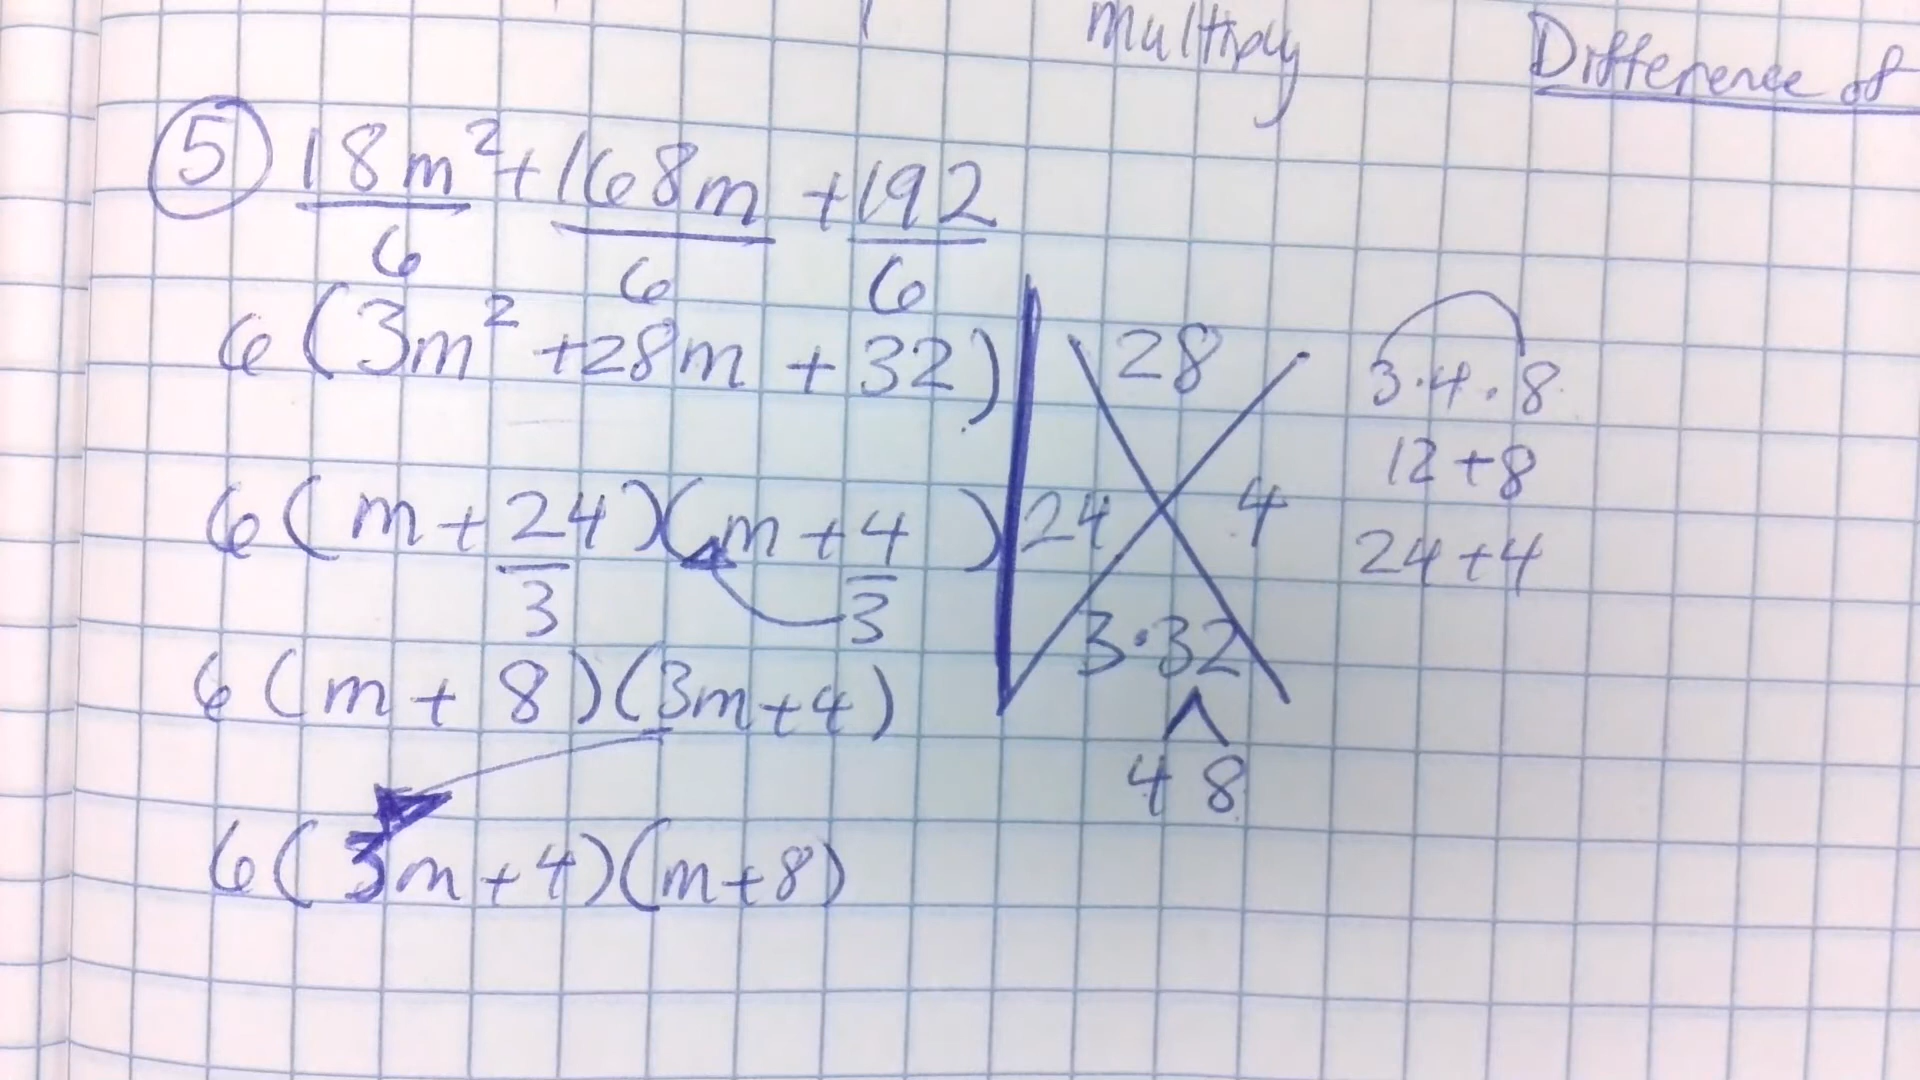 multiply
Difference of
5 18m² + 168m + 192
6 6 6
6(3m² + 28m + 32)
28
3·4·8
12+8
6(m + 24)(m + 4)
3 3
24 4
24+4
3·32
6(m + 8)(3m+4)
4 8
6(3m+4)(m+8)